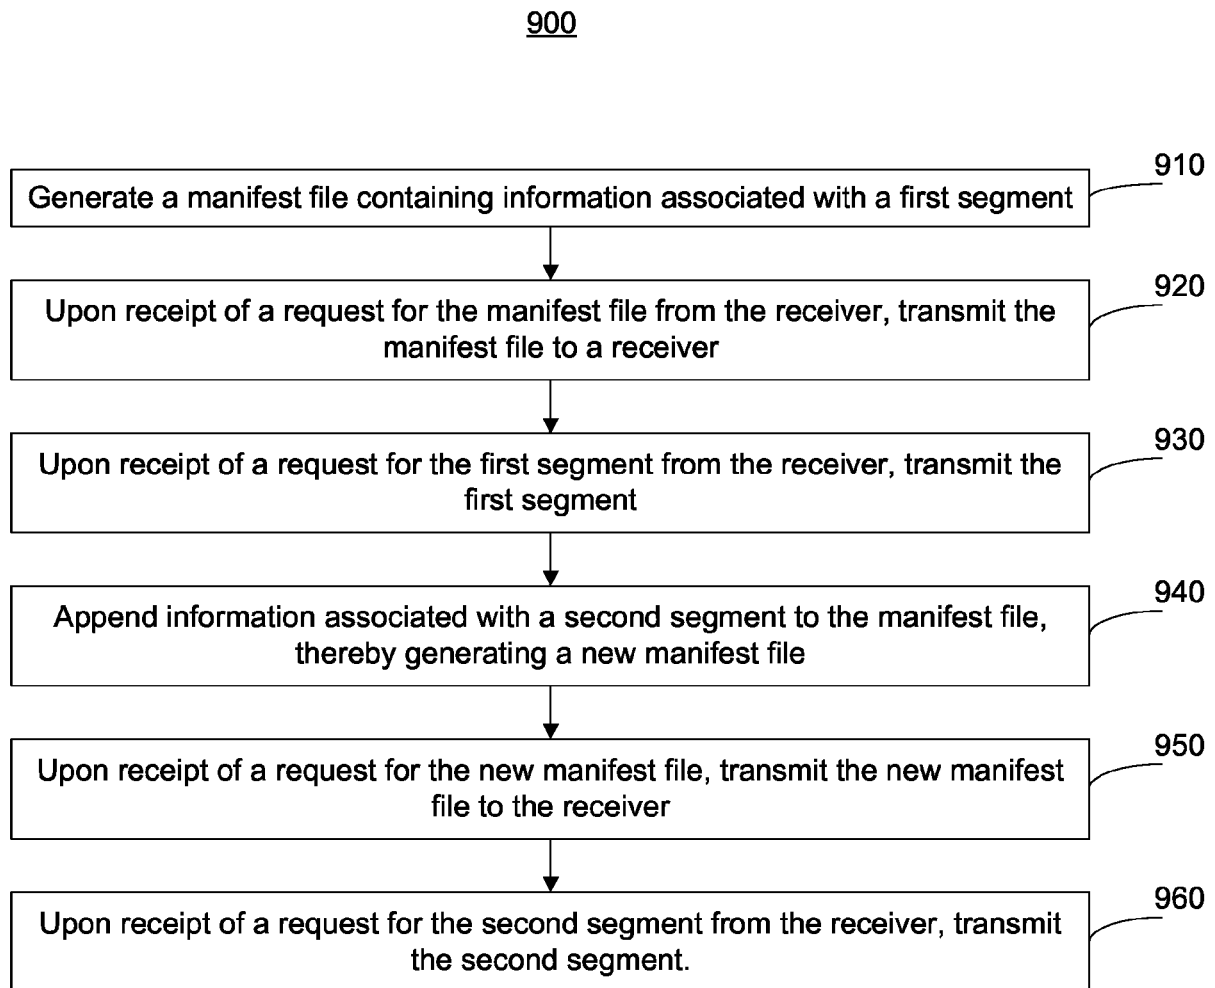 900
910
Generate a manifest file containing information associated with a first segment
920
Upon receipt of a request for the manifest file from the receiver, transmit the
manifest file to a receiver
930
Upon receipt of a request for the first segment from the receiver, transmit the
first segment
940
Append information associated with a second segment to the manifest file,
thereby generating a new manifest file
950
Upon receipt of a request for the new manifest file, transmit the new manifest
file to the receiver
960
Upon receipt of a request for the second segment from the receiver, transmit
the second segment.